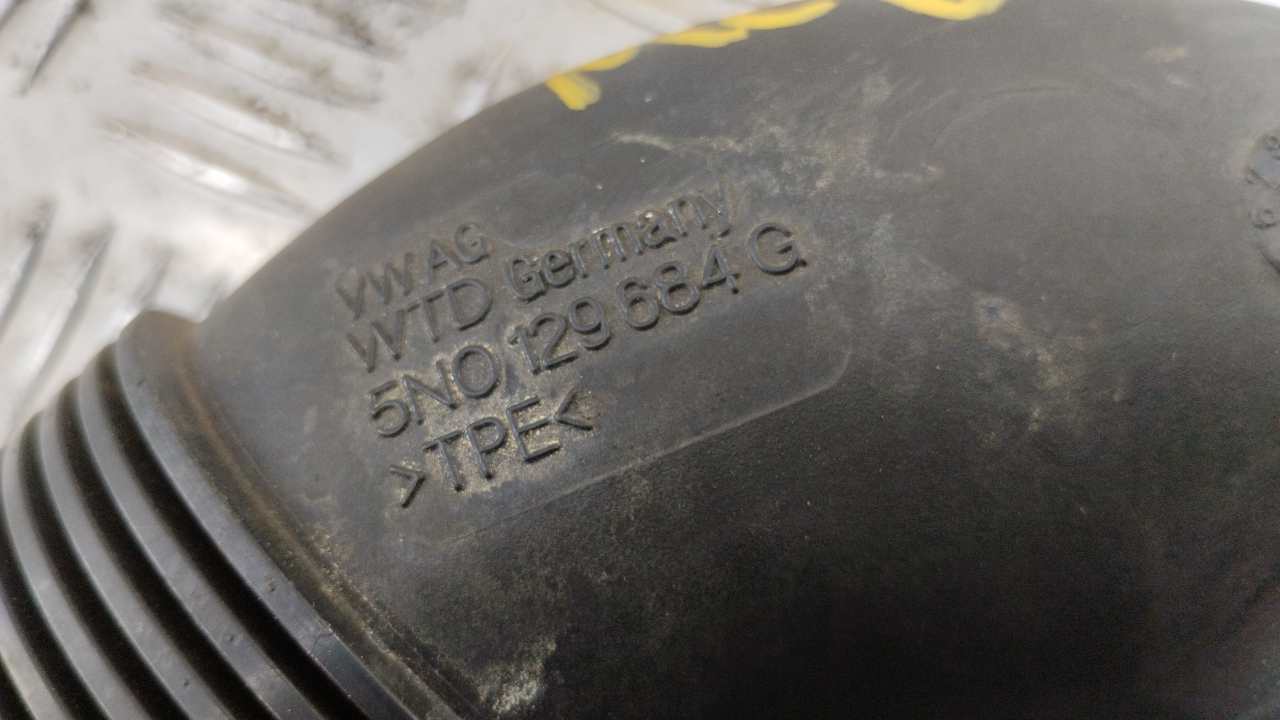 VW AG
WTD Germany
5N0 129 684 G
>TPE<